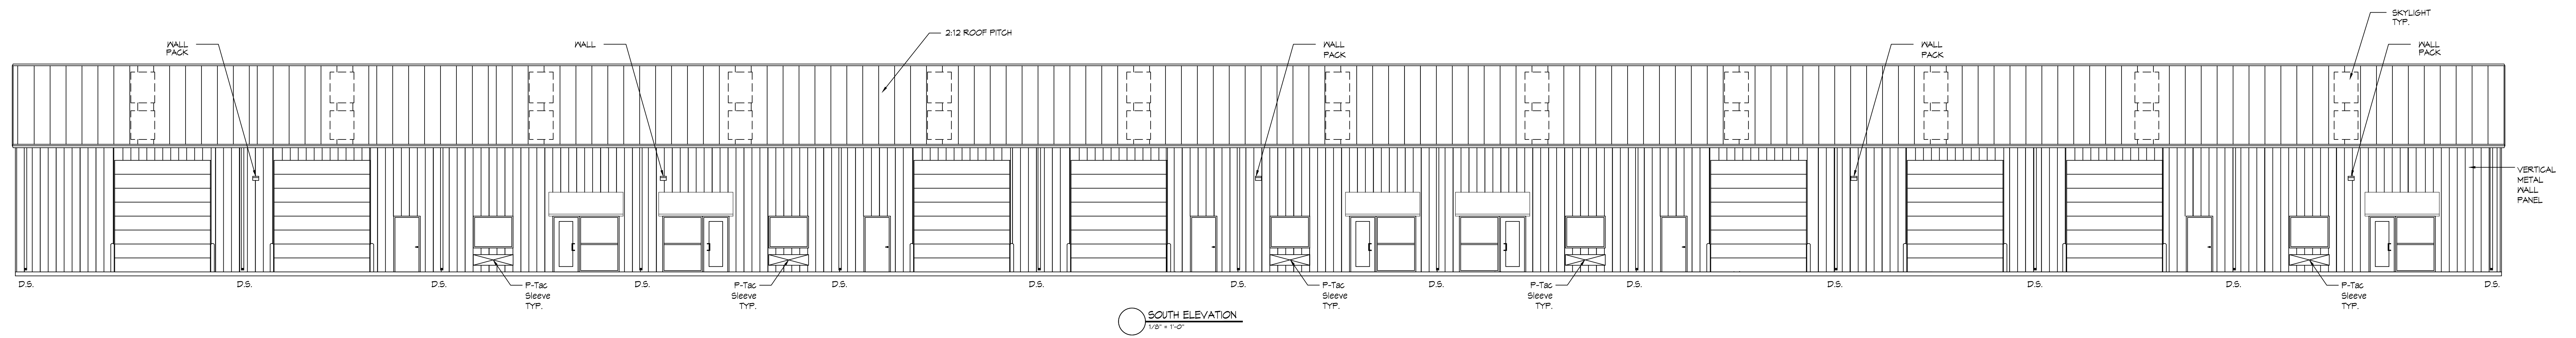 SKYLIGHT
TYP.
2:12 ROOF PITCH
WALL
PACK
WALL
WALL
PACK
WALL
PACK
WALL
PACK
VERTICAL
METAL
WALL
PANEL
D.S.
D.S.
D.S.
P-Tac
Sleeve
TYP.
D.S.
P-Tac
Sleeve
TYP.
D.S.
D.S.
D.S.
P-Tac
Sleeve
TYP.
D.S.
P-Tac
Sleeve
TYP.
D.S.
D.S.
D.S.
D.S.
P-Tac
Sleeve
TYP.
D.S.
SOUTH ELEVATION
1/8" = 1'-0"